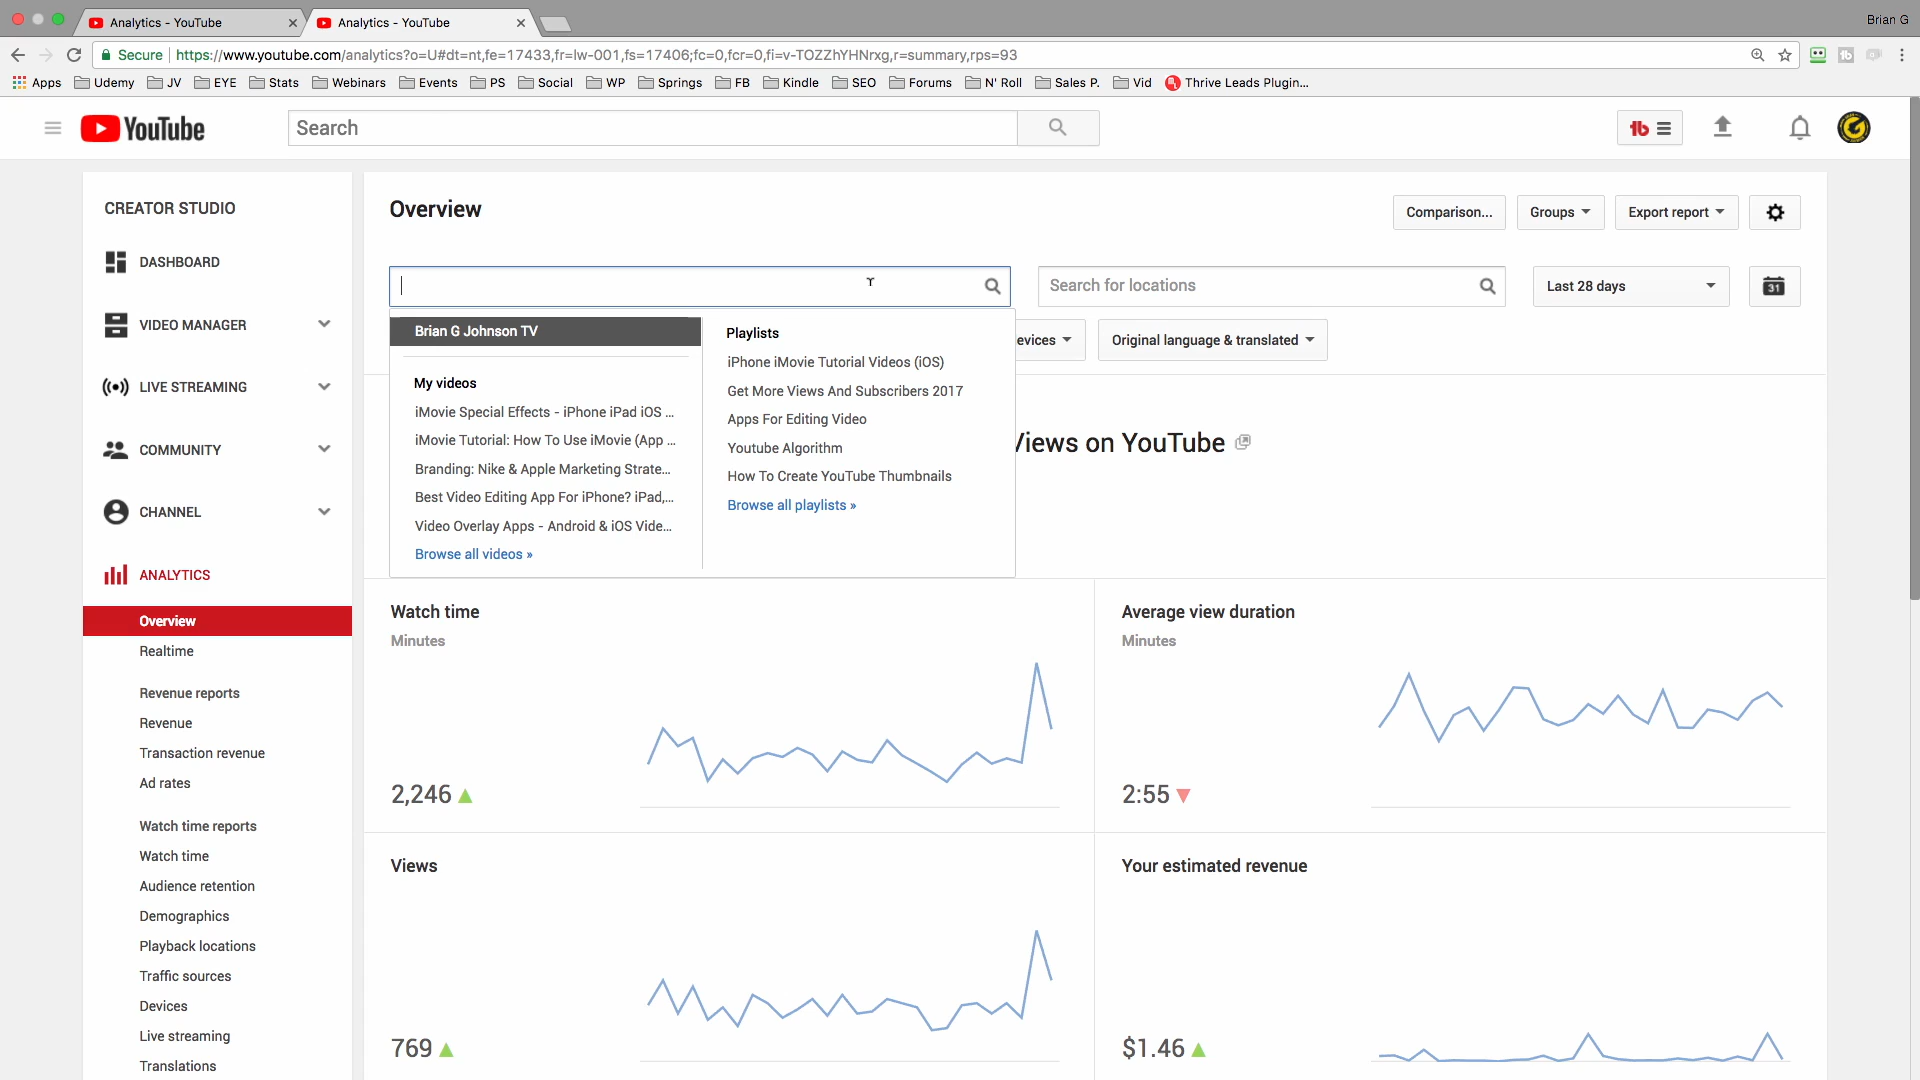 Analytics - YouTube
Analytics - YouTube
Brian G
Secure https://www.youtube.com/analytics?o=U#dt=nt,fe=17433,fr=lw-001,fs=17406;fc=0,fcr=0,fi=v-TOZZhYHNrxg,r=summary,rps=93
Apps Udemy JV EYE Stats Webinars Events PS Social WP Springs FB Kindle SEO Forums N' Roll Sales P. Vid Thrive Leads Plugin...
YouTube
Search
CREATOR STUDIO
DASHBOARD
VIDEO MANAGER
LIVE STREAMING
COMMUNITY
CHANNEL
ANALYTICS
Overview
Realtime
Revenue reports
Revenue
Transaction revenue
Ad rates
Watch time reports
Watch time
Audience retention
Demographics
Playback locations
Traffic sources
Devices
Live streaming
Translations
Overview
Comparison...
Groups
Export report
Search for locations
Last 28 days
31
evices
Original language & translated
Brian G Johnson TV
My videos
iMovie Special Effects - iPhone iPad iOS ...
iMovie Tutorial: How To Use iMovie (App ...
Branding: Nike & Apple Marketing Strate...
Best Video Editing App For iPhone? iPad,...
Video Overlay Apps - Android & iOS Vide...
Browse all videos »
Playlists
iPhone iMovie Tutorial Videos (iOS)
Get More Views And Subscribers 2017
Apps For Editing Video
Youtube Algorithm
How To Create YouTube Thumbnails
Browse all playlists »
Views on YouTube
Watch time
Minutes
2,246
Average view duration
Minutes
2:55
Views
769
Your estimated revenue
$1.46